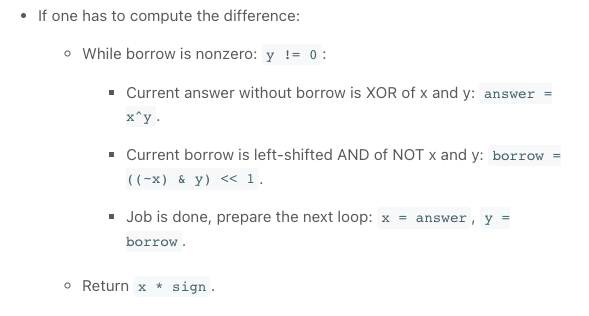 If one has to compute the difference:
While borrow is nonzero: y != 0 :
Current answer without borrow is XOR of x and y: answer =
x^y .
Current borrow is left-shifted AND of NOT x and y: borrow =
((~x) & y) << 1 .
Job is done, prepare the next loop: x = answer , y =
borrow .
Return x * sign .